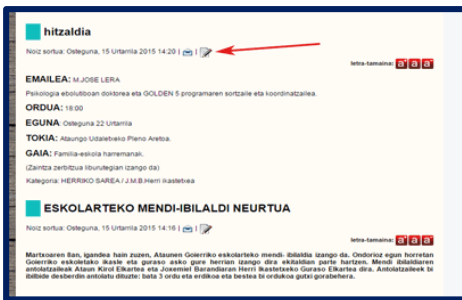 hitzaldia
Noiz sortua: Osteguna, 15 Urtarrila 2015 14:20 | |
letra-tamaina: a a a
EMAILEA: M.JOSE LERA
Psikologia ebolutiboan doktorea eta GOLDEN 5 programaren sortzaile eta koordinatzailea.
ORDUA: 18:00
EGUNA: Osteguna 22 Urtarrila
TOKIA: Ataungo Udaletxeko Pleno Aretoa.
GAIA: Familia-eskola harremanak.
(Zaintza zerbitzua liburutegian izango da)
Kategoria: HERRIKO SAREA / J.M.B.Herri Ikastetxea
ESKOLARTEKO MENDI-IBILALDI NEURTUA
Noiz sortua: Osteguna, 15 Urtarrila 2015 14:16 | |
letra-tamaina: a a a
Martxoaren 8an, igandea hain zuzen, Ataunen Goierriko eskolarteko mendi- ibilaldia izango da. Ondorioz egun horretan
Goierriko eskoletako ikasle eta guraso asko gure herrian izango dira ekitaldian parte hartzen. Mendi ibilaldiaren
antolatzaileak Ataun Kirol Elkartea eta Joxemiel Barandiaran Herri Ikastetxeko Guraso Elkartea dira. Antolatzaileek bi
ibilbide desberdin antolatu dituzte: bata 3 ordu eta erdikoa eta bestea bi ordukoa gutxi gorabehera.